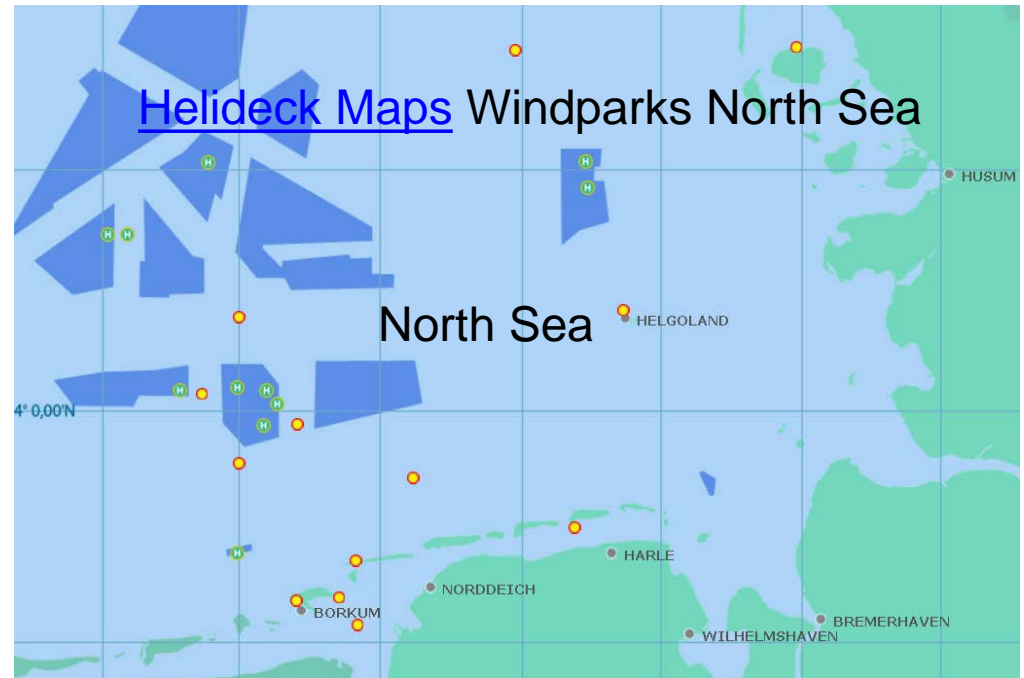 Helideck Maps Windparks North Sea
H
H
H
HUSUM
H
H
North Sea
HELGOLAND
H
H
H
H
4° 0,00'N
H
H
HARLE
NORDDEICH
BORKUM
BREMERHAVEN
WILHELMSHAVEN